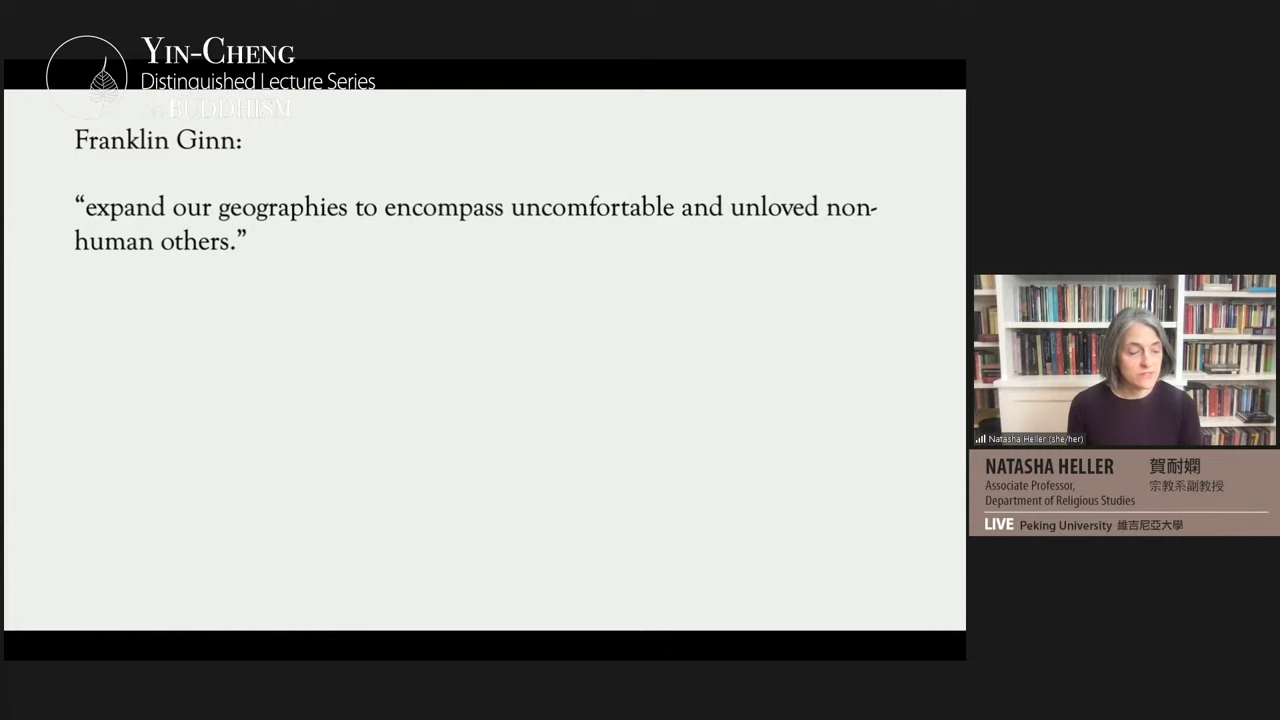 YIN-CHENG
Distinguished Lecture Series
BUDDHISM
Franklin Ginn:
“expand our geographies to encompass uncomfortable and unloved non-
human others.”
Natasha Heller (she/her)
NATASHA HELLER 賀耐嫻
Associate Professor, 宗教系副教授
Department of Religious Studies
LIVE Peking University 維吉尼亞大學